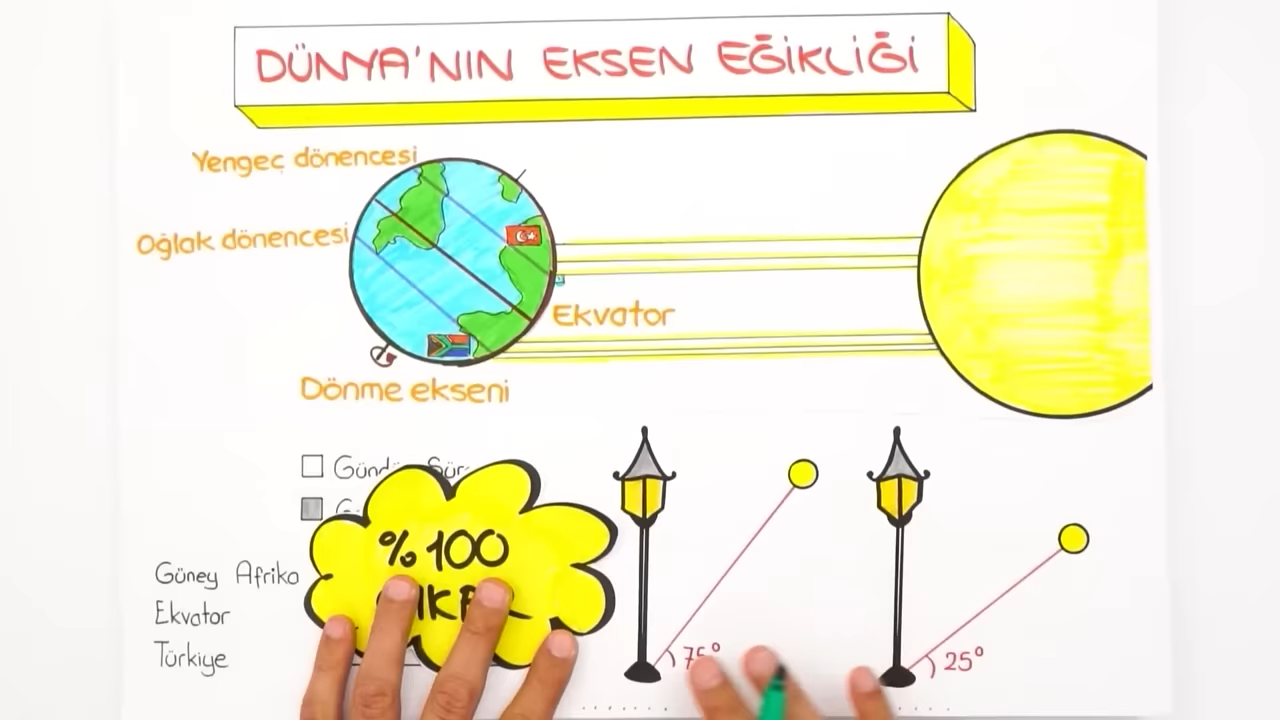 DÜNYA'NIN EKSEN EĞİKLİĞİ
Yengeç dönencesi
Oğlak dönencesi
Ekvator
Dönme ekseni
%100
Güney Afrika
Ekvator
Türkiye
75°
25°